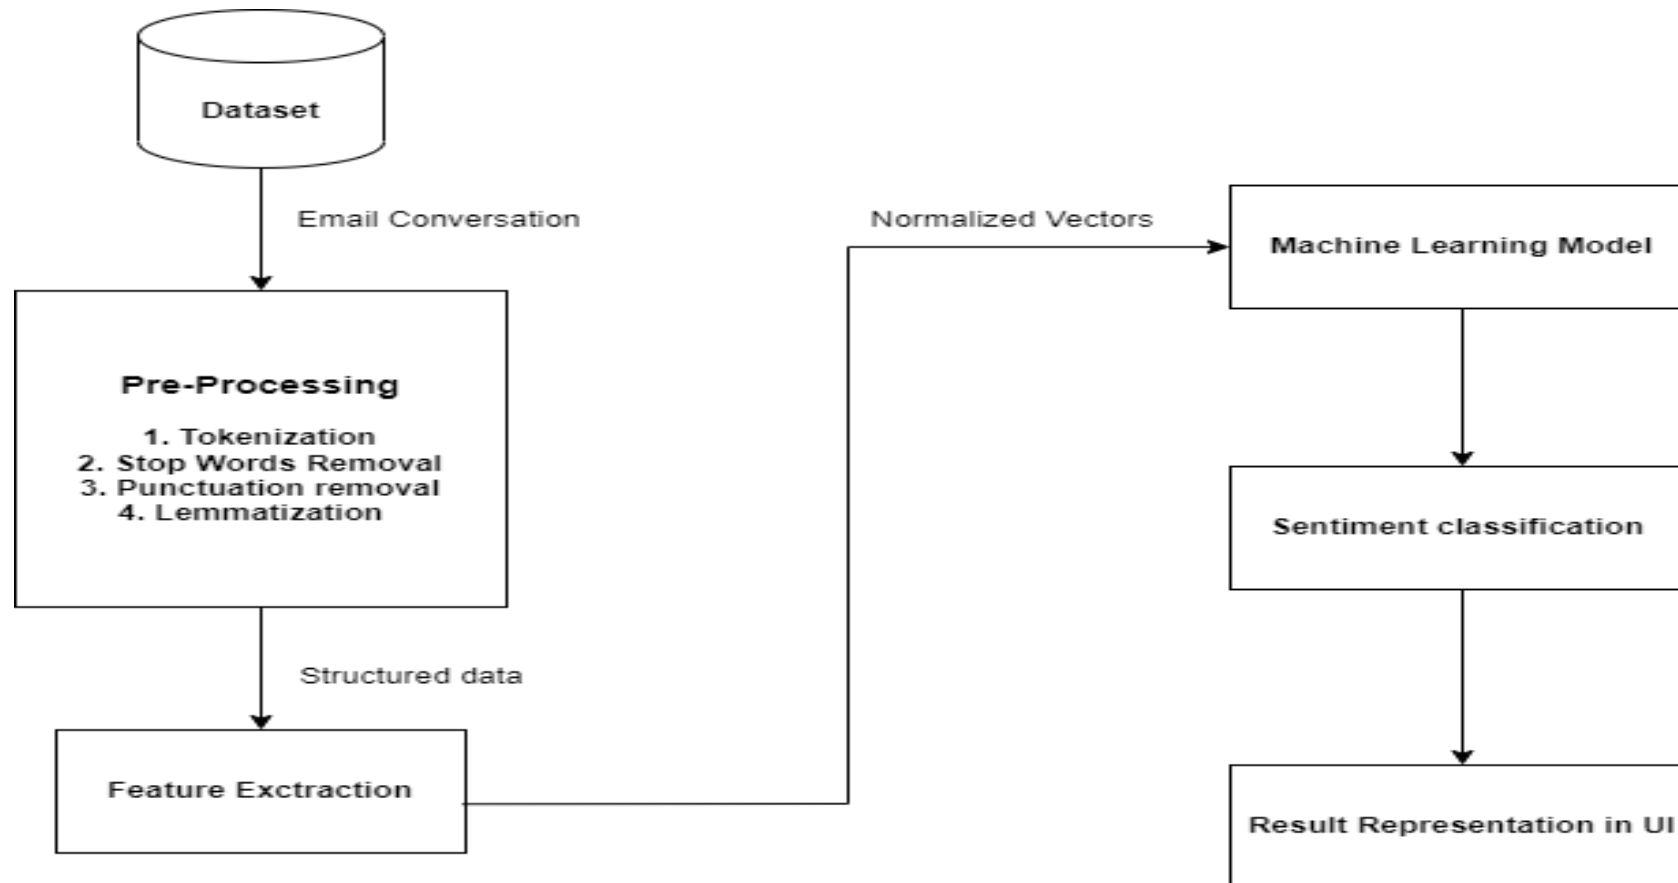 Dataset
Email Conversation
Pre-Processing
1. Tokenization
2. Stop Words Removal
3. Punctuation removal
4. Lemmatization
Structured data
Feature Exctraction
Normalized Vectors
Machine Learning Model
Sentiment classification
Result Representation in UI